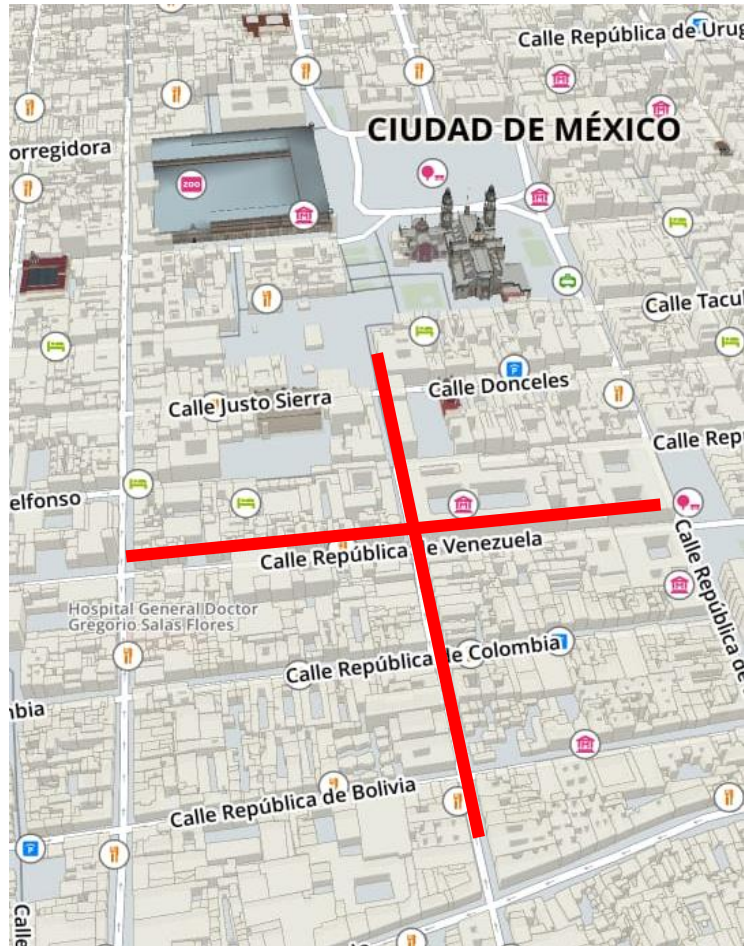 Calle República de Urug
CIUDAD DE MÉXICO
orregidora
ZOO
Calle Tacul
Calle Donceles
Calle Justo Sierra
Calle Rep
elfonso
Calle República de Venezuela
Calle República de
Hospital General Doctor
Gregorio Salas Flores
Calle República de Colombia
nbia
Calle República de Bolivia
Calle